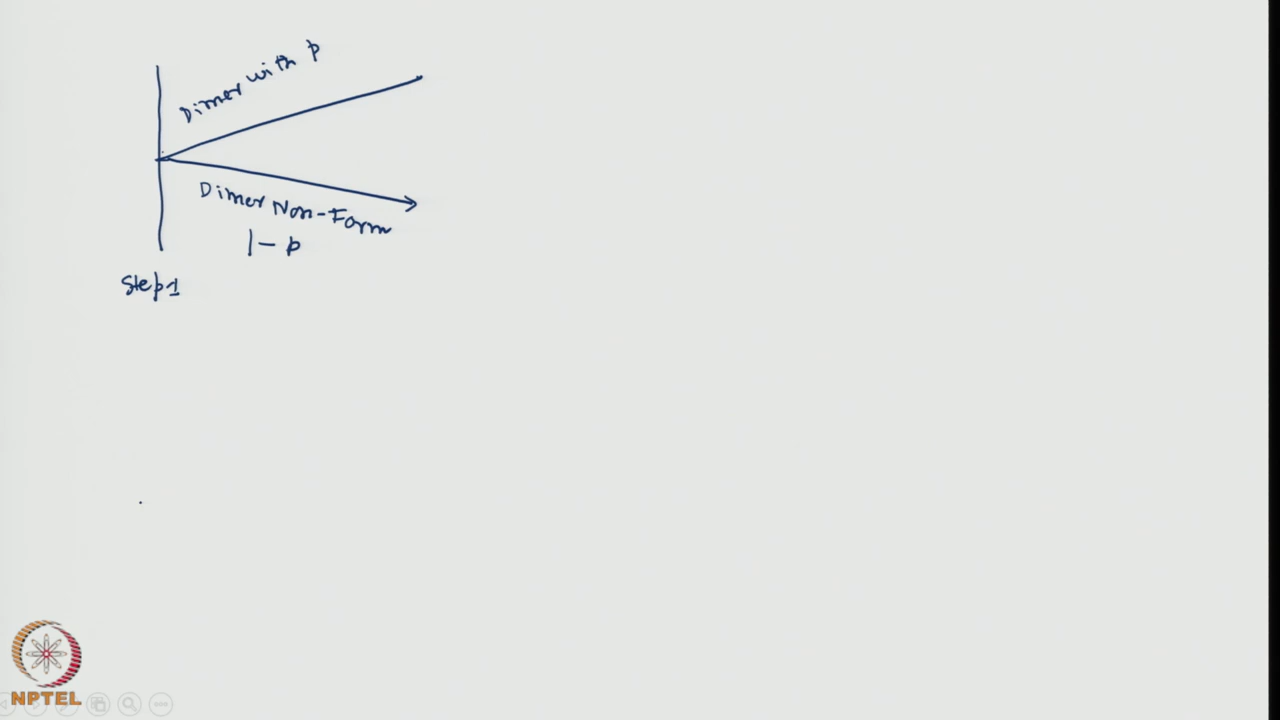 Dimer with p
Dimer Non-Form
1 - p
Step 1
NPTEL